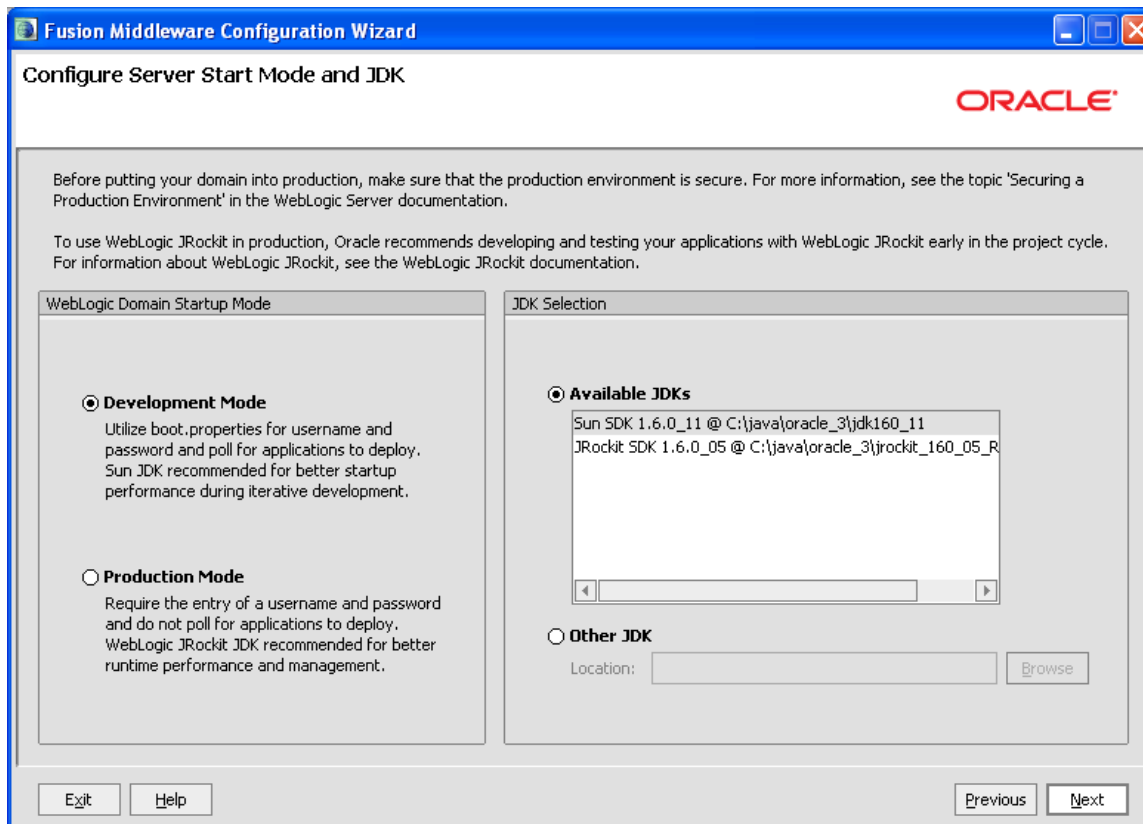 Fusion Middleware Configuration Wizard
Configure Server Start Mode and JDK
ORACLE
Before putting your domain into production, make sure that the production environment is secure. For more information, see the topic 'Securing a
Production Environment' in the WebLogic Server documentation.
To use WebLogic JRockit in production, Oracle recommends developing and testing your applications with WebLogic JRockit early in the project cycle.
For information about WebLogic JRockit, see the WebLogic JRockit documentation.
WebLogic Domain Startup Mode
Development Mode
Utilize boot.properties for username and
password and poll for applications to deploy.
Sun JDK recommended for better startup
performance during iterative development.
Production Mode
Require the entry of a username and password
and do not poll for applications to deploy.
WebLogic JRockit JDK recommended for better
runtime performance and management.
JDK Selection
Available JDKs
Sun SDK 1.6.0_11 @ C:\java\oracle_3\jdk160_11
JRockit SDK 1.6.0_05 @ C:\java\oracle_3\jrockit_160_05_R
Other JDK
Location:
Browse
Exit
Help
Previous
Next